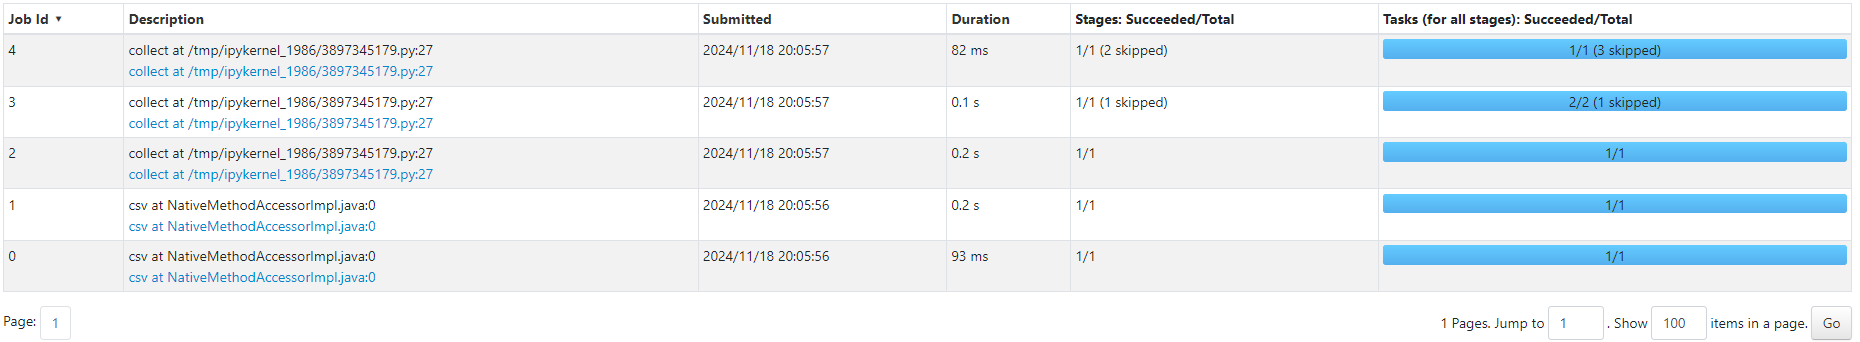 Job Id ▾ Description Submitted Duration Stages: Succeeded/Total Tasks (for all stages): Succeeded/Total
4 collect at /tmp/ipykernel_1986/3897345179.py:27 2024/11/18 20:05:57 82 ms 1/1 (2 skipped) 1/1 (3 skipped)
collect at /tmp/ipykernel_1986/3897345179.py:27
3 collect at /tmp/ipykernel_1986/3897345179.py:27 2024/11/18 20:05:57 0.1 s 1/1 (1 skipped) 2/2 (1 skipped)
collect at /tmp/ipykernel_1986/3897345179.py:27
2 collect at /tmp/ipykernel_1986/3897345179.py:27 2024/11/18 20:05:57 0.2 s 1/1 1/1
collect at /tmp/ipykernel_1986/3897345179.py:27
1 csv at NativeMethodAccessorImpl.java:0 2024/11/18 20:05:56 0.2 s 1/1 1/1
csv at NativeMethodAccessorImpl.java:0
0 csv at NativeMethodAccessorImpl.java:0 2024/11/18 20:05:56 93 ms 1/1 1/1
csv at NativeMethodAccessorImpl.java:0
Page: 1 1 Pages. Jump to 1 . Show 100 items in a page. Go